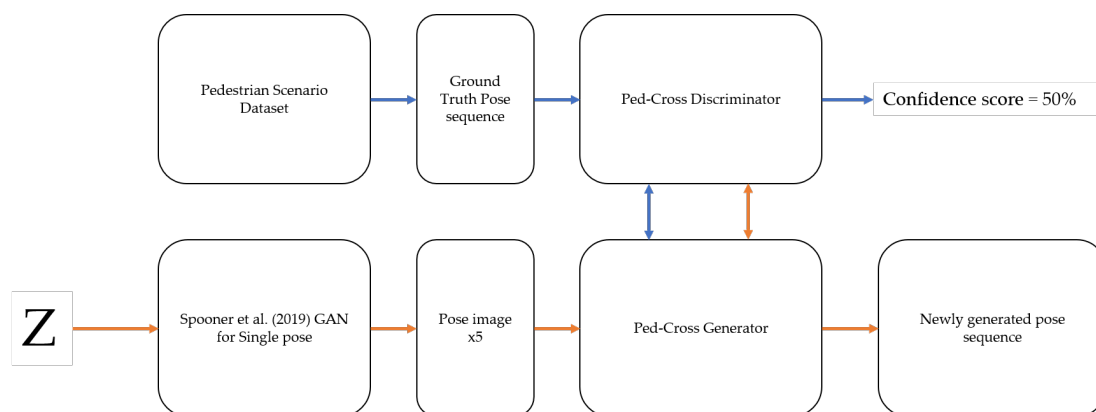 Pedestrian Scenario
Dataset
Ground
Truth Pose
sequence
Ped-Cross Discriminator
Confidence score = 50%
Z
Spooner et al. (2019) GAN
for Single pose
Pose image
x5
Ped-Cross Generator
Newly generated pose
sequence